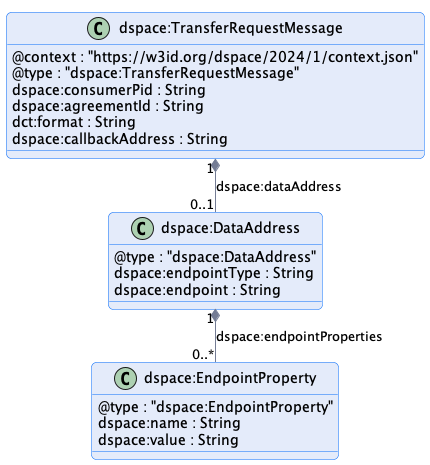 C dspace:TransferRequestMessage
@context : "https://w3id.org/dspace/2024/1/context.json"
@type : "dspace:TransferRequestMessage"
dspace:consumerPid : String
dspace:agreementId : String
dct:format : String
dspace:callbackAddress : String
1
dspace:dataAddress
0..1
C dspace:DataAddress
@type : "dspace:DataAddress"
dspace:endpointType : String
dspace:endpoint : String
1
dspace:endpointProperties
0..*
C dspace:EndpointProperty
@type : "dspace:EndpointProperty"
dspace:name : String
dspace:value : String